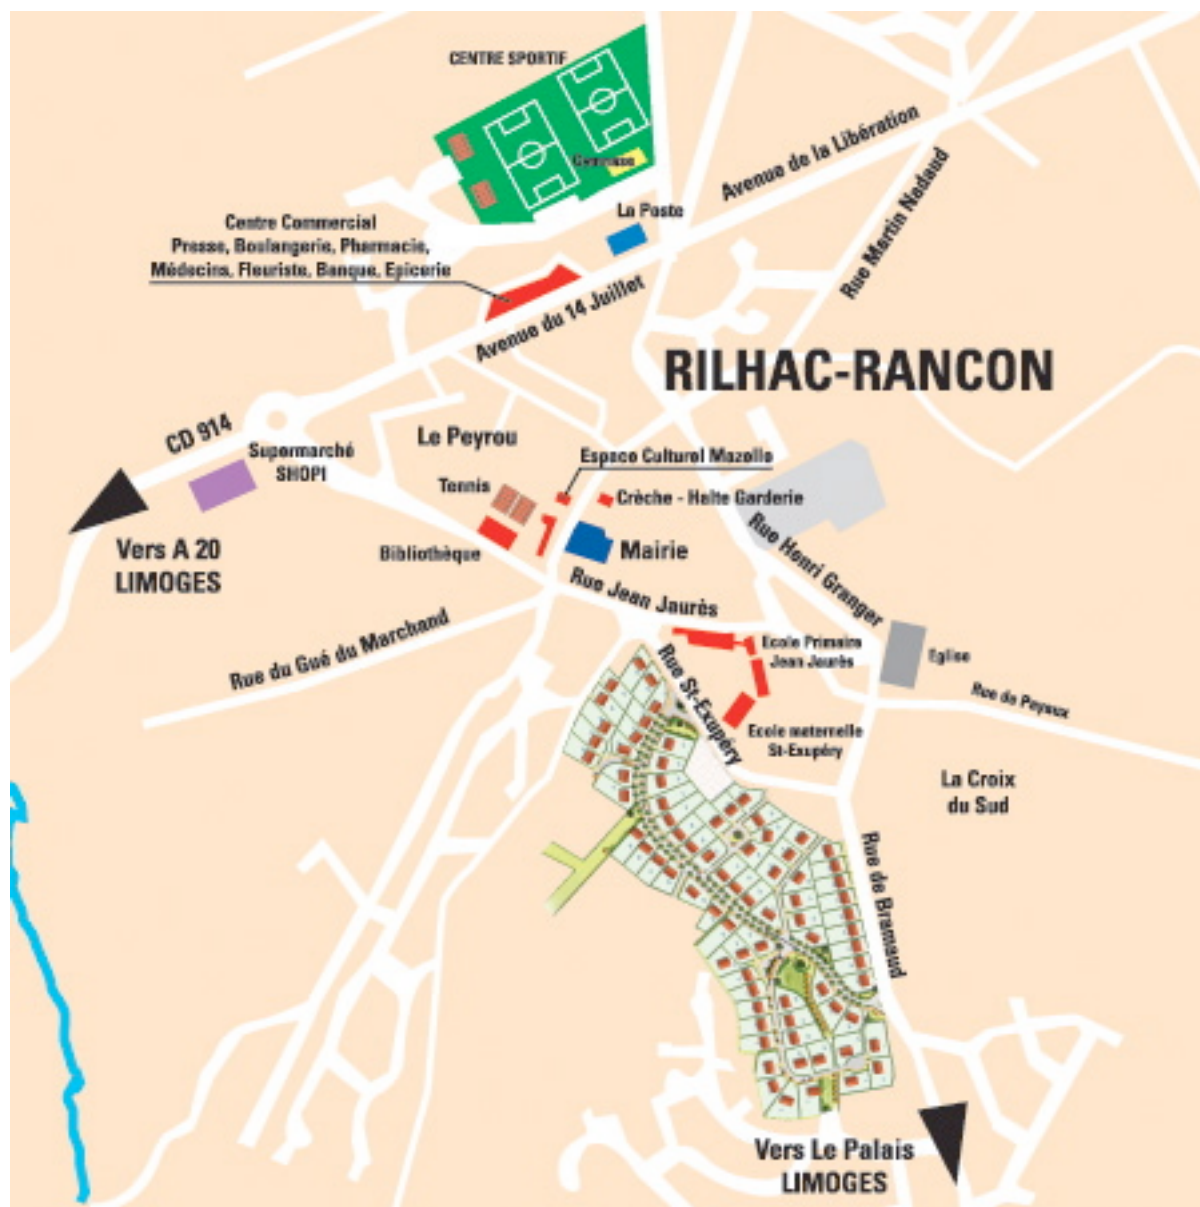 CENTRE SPORTIF
Gymnase
Avenue de la Libération
Rue Martin Nadaud
La Poste
Centre Commercial
Presse, Boulangerie, Pharmacie,
Médecins, Fleuriste, Banque, Epicerie
Avenue du 14 Juillet
RILHAC-RANCON
CD 914
Supermarché
SHOPI
Le Peyrou
Espace Culturol Mazelle
Tennis
Crèche - Halte Garderie
Bibliothèque
Mairie
Vers A 20
LIMOGES
Rue Henri Granger
Rue Jean Jaurès
Rue du Gué du Marchand
Ecole Primaire
Jean Jaurès
Eglise
Rue St-Exupéry
Rue de Peyaux
Ecole maternelle
St-Exupéry
La Croix
du Sud
Rue de Bramaud
Vers Le Palais
LIMOGES